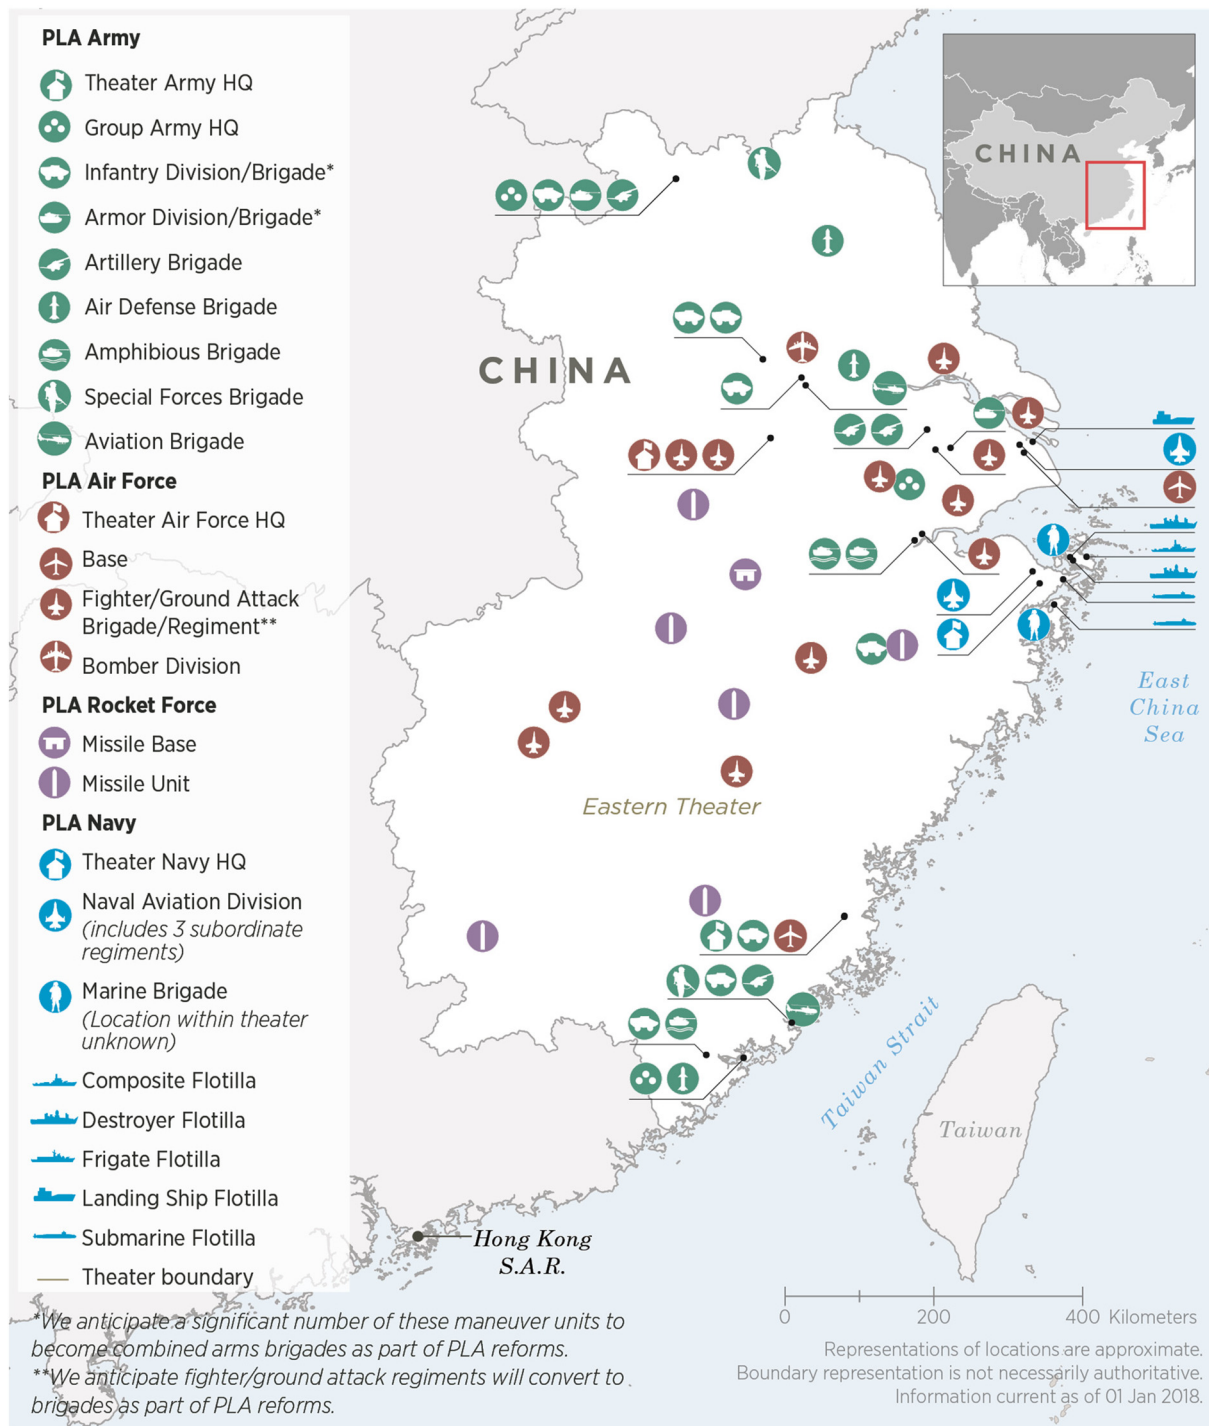 PLA Army
Theater Army HQ
Group Army HQ
Infantry Division/Brigade*
Armor Division/Brigade*
Artillery Brigade
Air Defense Brigade
Amphibious Brigade
Special Forces Brigade
Aviation Brigade
PLA Air Force
Theater Air Force HQ
Base
Fighter/Ground Attack
Brigade/Regiment**
Bomber Division
PLA Rocket Force
Missile Base
Missile Unit
PLA Navy
Theater Navy HQ
Naval Aviation Division
(includes 3 subordinate
regiments)
Marine Brigade
(Location within theater
unknown)
Composite Flotilla
Destroyer Flotilla
Frigate Flotilla
Landing Ship Flotilla
Submarine Flotilla
Theater boundary
CHINA
CHINA
East
China
Sea
Eastern Theater
Taiwan Strait
Taiwan
Hong Kong
S.A.R.
0 200 400 Kilometers
*We anticipate a significant number of these maneuver units to
become combined arms brigades as part of PLA reforms.
**We anticipate fighter/ground attack regiments will convert to
brigades as part of PLA reforms.
Representations of locations are approximate.
Boundary representation is not necessarily authoritative.
Information current as of 01 Jan 2018.